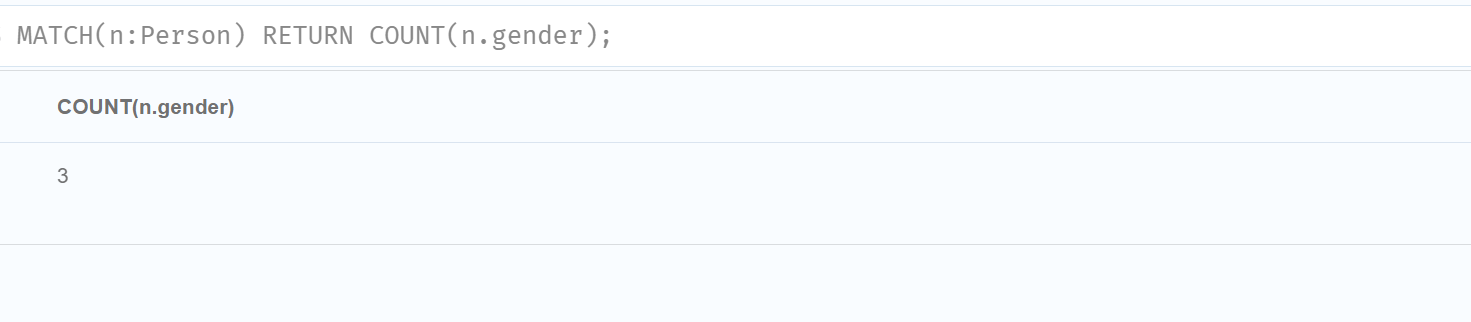 MATCH(n:Person) RETURN COUNT(n.gender);
COUNT(n.gender)
3